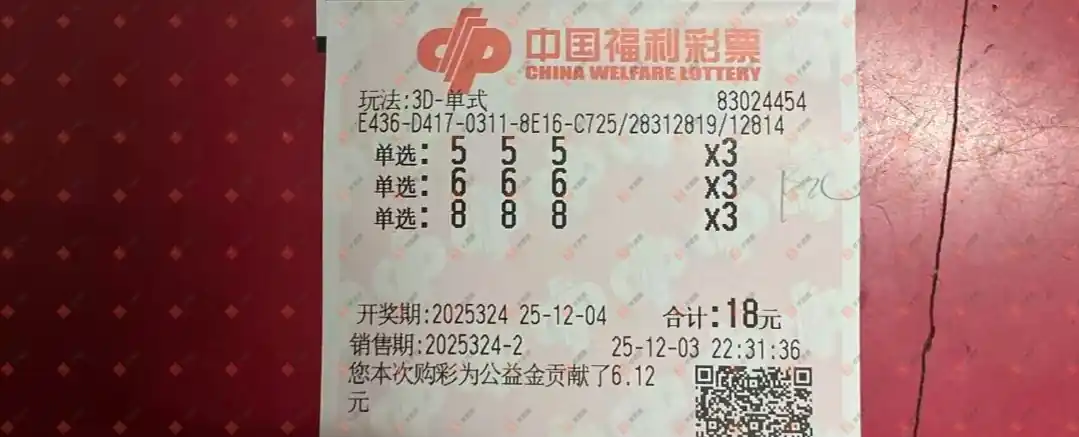 中国福利彩票
CHINA WELFARE LOTTERY
玩法:3D-单式 83024454
E436-D417-0311-8E16-C725/28312819/12814
单选: 5 5 5 x3
单选: 6 6 6 x3
单选: 8 8 8 x3
开奖期:2025324 25-12-04 合计:18元
销售期:2025324-2 25-12-03 22:31:36
您本次购彩为公益金贡献了6.12
元